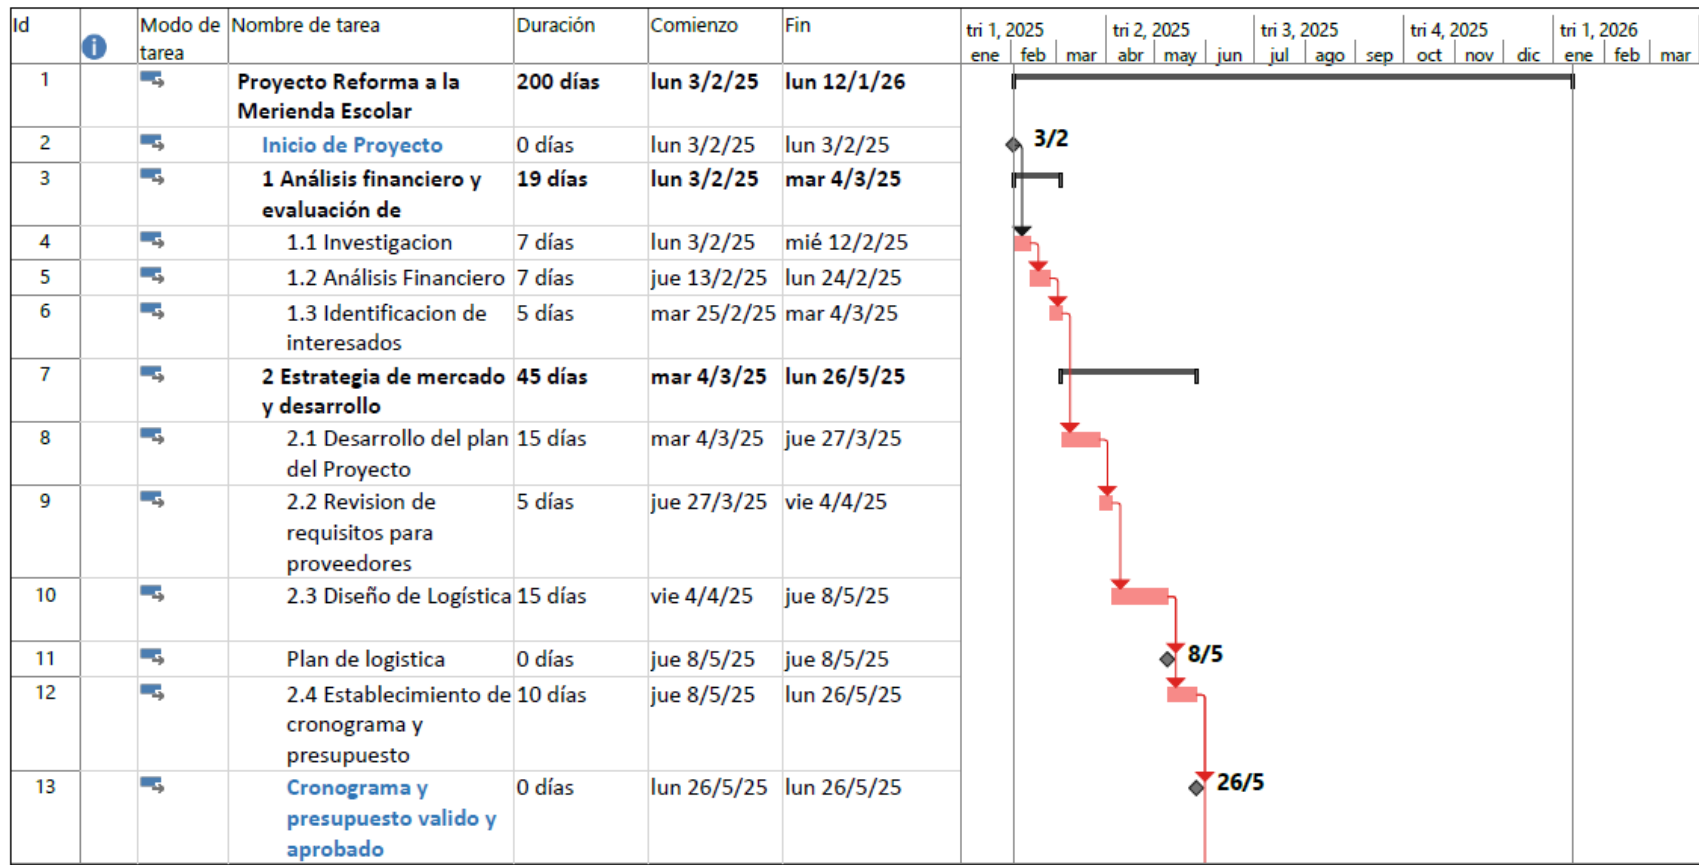 Id Modo de tarea Nombre de tarea Duración Comienzo Fin
tri 1, 2025 tri 2, 2025 tri 3, 2025 tri 4, 2025 tri 1, 2026
ene feb mar abr may jun jul ago sep oct nov dic ene feb mar
1 Proyecto Reforma a la 200 días lun 3/2/25 lun 12/1/26
Merienda Escolar
2 Inicio de Proyecto 0 días lun 3/2/25 lun 3/2/25 3/2
3 1 Análisis financiero y 19 días lun 3/2/25 mar 4/3/25
evaluación de
4 1.1 Investigacion 7 días lun 3/2/25 mié 12/2/25
5 1.2 Análisis Financiero 7 días jue 13/2/25 lun 24/2/25
6 1.3 Identificacion de 5 días mar 25/2/25 mar 4/3/25
interesados
7 2 Estrategia de mercado 45 días mar 4/3/25 lun 26/5/25
y desarrollo
8 2.1 Desarrollo del plan 15 días mar 4/3/25 jue 27/3/25
del Proyecto
9 2.2 Revision de 5 días jue 27/3/25 vie 4/4/25
requisitos para
proveedores
10 2.3 Diseño de Logística 15 días vie 4/4/25 jue 8/5/25
11 Plan de logistica 0 días jue 8/5/25 jue 8/5/25 8/5
12 2.4 Establecimiento de 10 días jue 8/5/25 lun 26/5/25
cronograma y
presupuesto
13 Cronograma y 0 días lun 26/5/25 lun 26/5/25 26/5
presupuesto valido y
aprobado